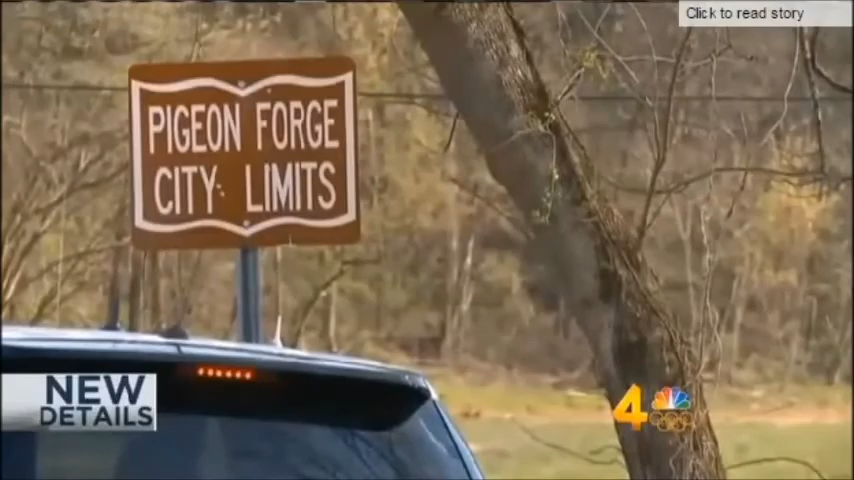 Click to read story
PIGEON FORGE
CITY LIMITS
NEW
DETAILS
4